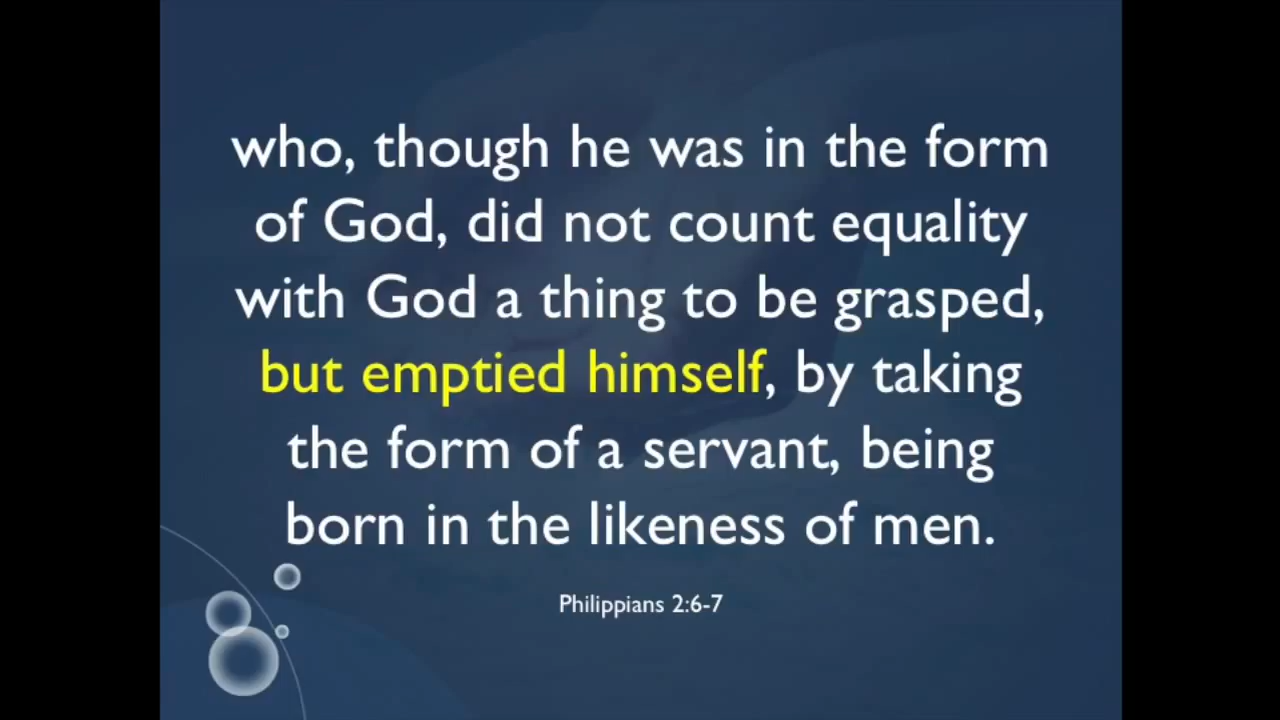 who, though he was in the form
of God, did not count equality
with God a thing to be grasped,
but emptied himself, by taking
the form of a servant, being
born in the likeness of men.
Philippians 2:6-7